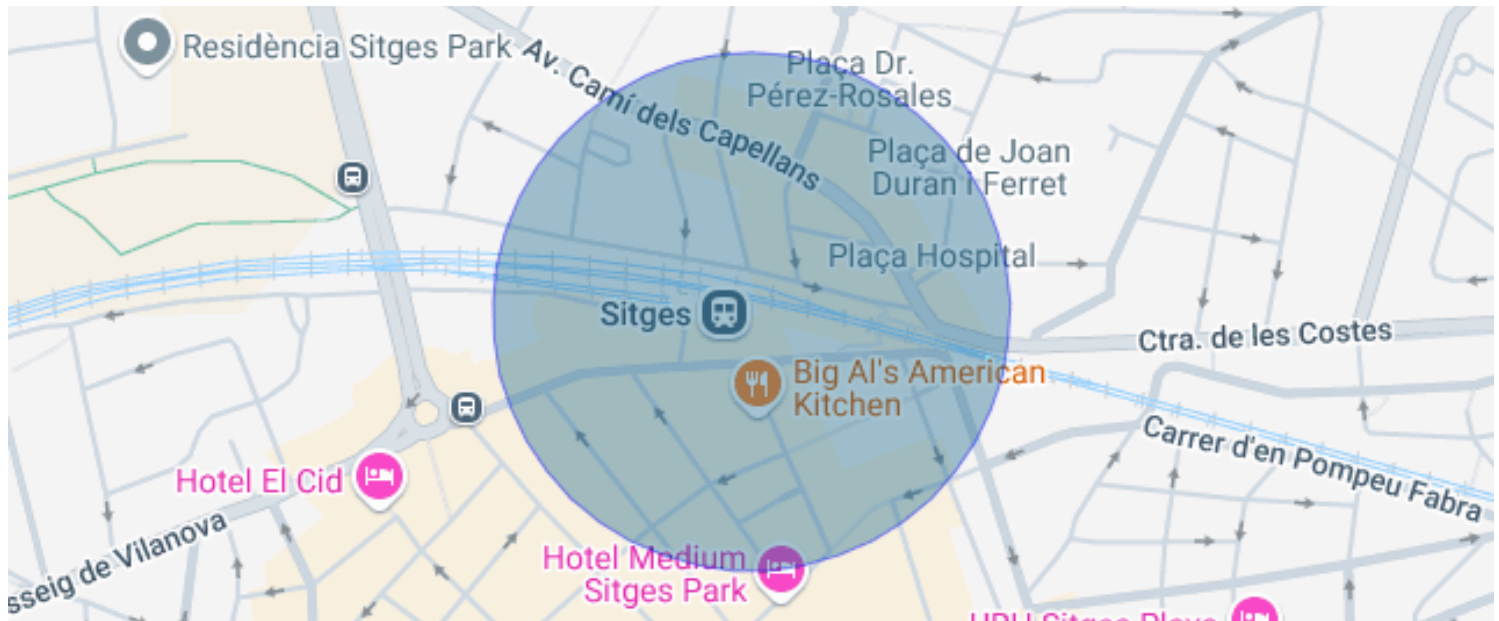 Residència Sitges Park
Av. Camí dels Capellans
Plaça Dr.
Pérez-Rosales
Plaça de Joan
Duran i Ferret
Plaça Hospital
Sitges
Ctra. de les Costes
Big Al's American
Kitchen
Carrer d'en Pompeu Fabra
Hotel El Cid
sseig de Vilanova
Hotel Medium
Sitges Park
Sitges Playa